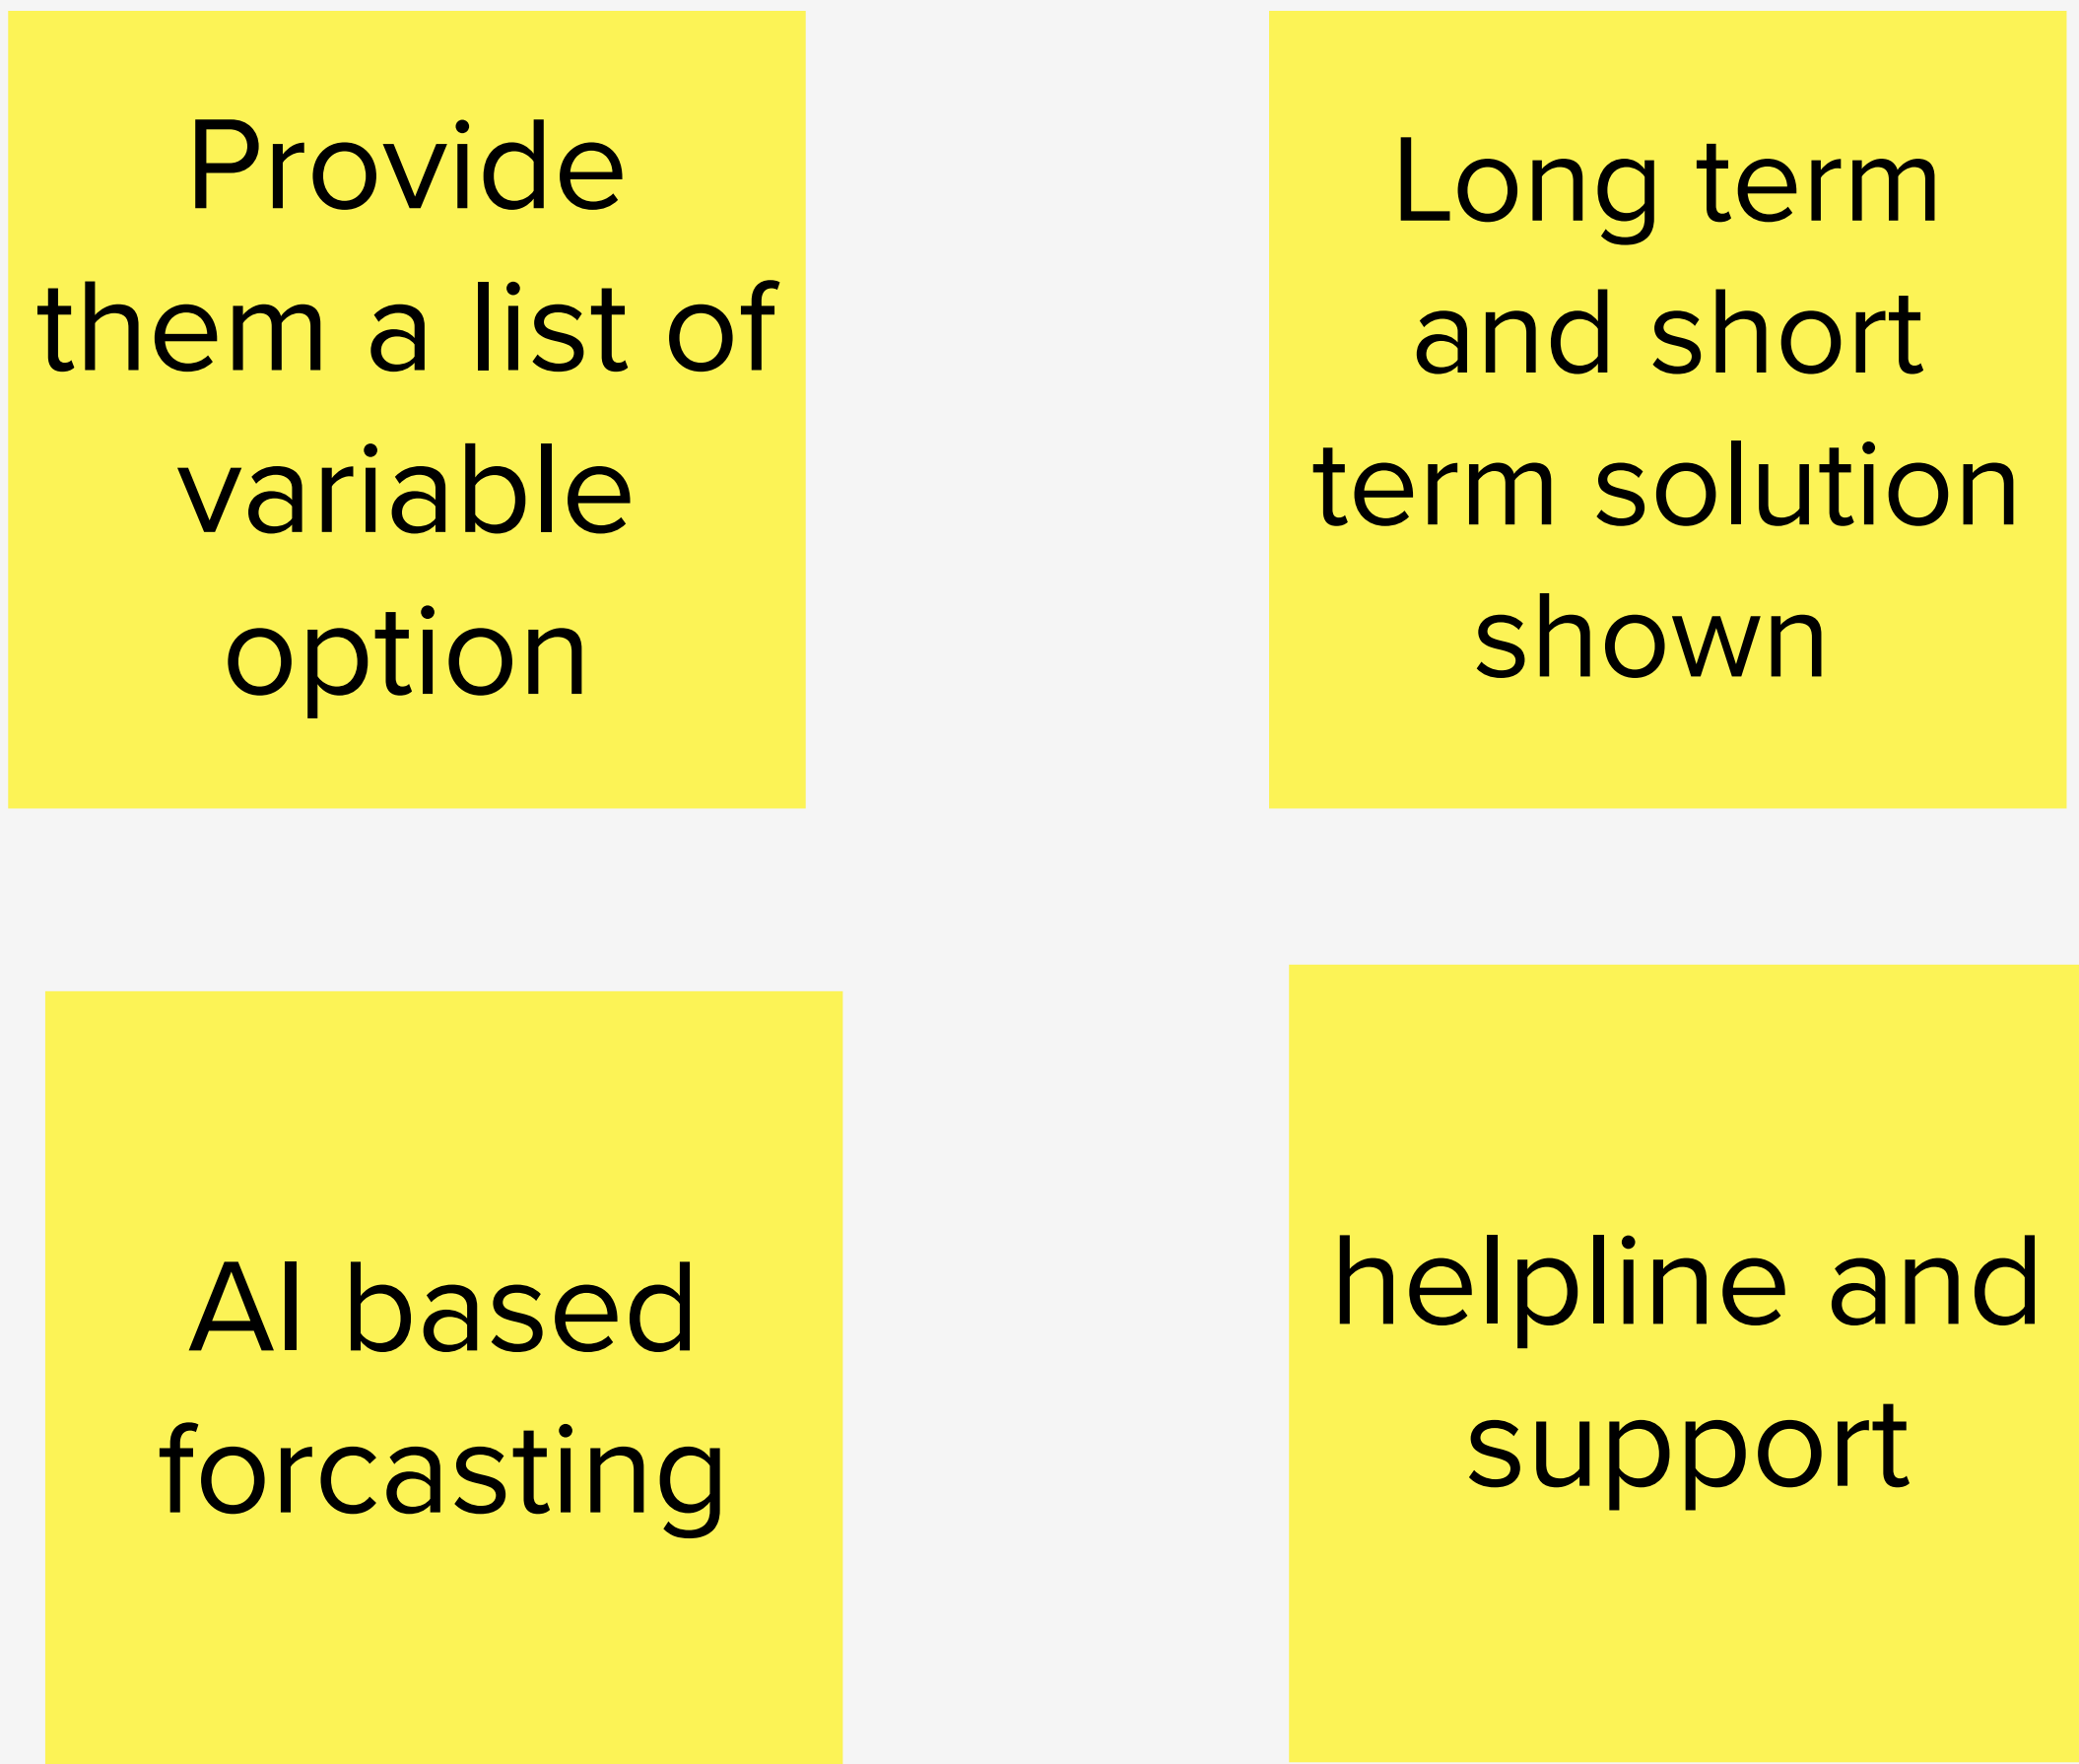 Provide
them a list of
variable
option
Long term
and short
term solution
shown
AI based
forcasting
helpline and
support